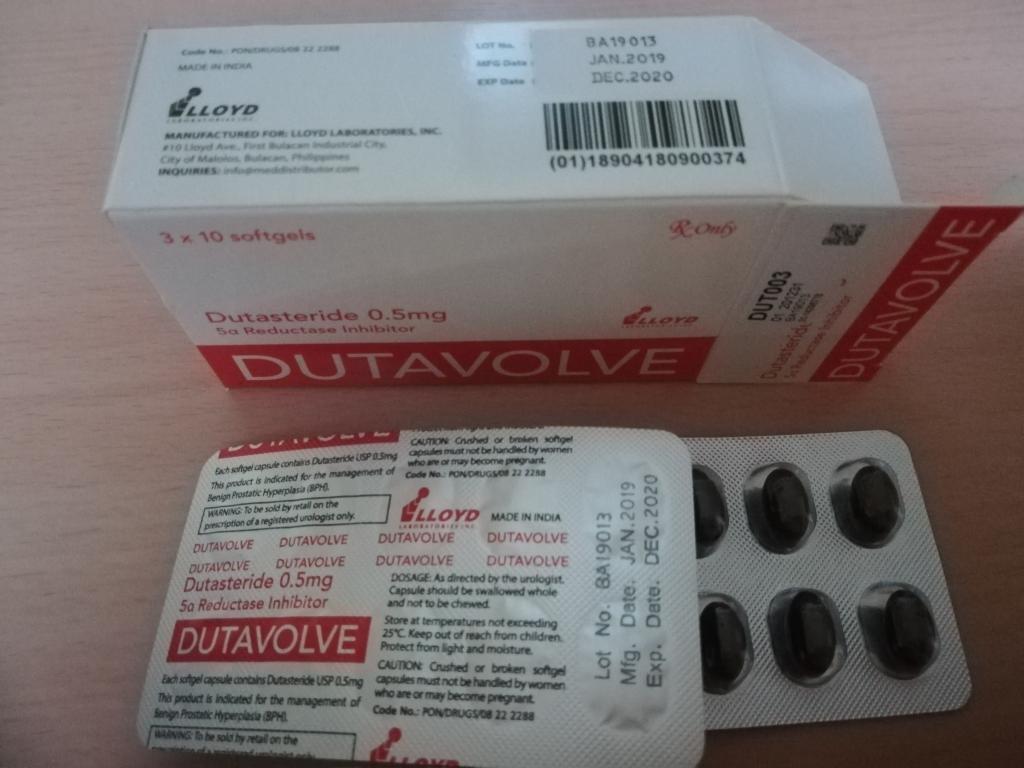 Code No.: PON/DRUGS/08 22 2288
MADE IN INDIA
LLOYD
LABORATORIES INC.
MANUFACTURED FOR: LLOYD LABORATORIES, INC.
#10 Lloyd Ave., First Bulacan Industrial City,
City of Malolos, Bulacan, Philippines
INQUIRIES: info@meddistributor.com
LOT No. : BA19013
MFG Date : JAN.2019
EXP Date : DEC.2020
(01)18904180900374
3 x 10 softgels
Rx Only
Dutasteride 0.5mg
5α Reductase Inhibitor
LLOYD
DUTAVOLVE
DUT003
BA19013
Dutasteride
5α Reductase Inhibitor
DUTAVOLVE
DUTAVOLVE
Each softgel capsule contains Dutasteride USP 0.5mg
This product is indicated for the management of
Benign Prostatic Hyperplasia (BPH).
WARNING: To be sold by retail on the
prescription of a registered urologist only.
CAUTION: Crushed or broken softgel
capsules must not be handled by women
who are or may become pregnant.
Code No.: PON/DRUGS/08 22 2288
LLOYD
LABORATORIES INC.
MADE IN INDIA
DUTAVOLVE DUTAVOLVE DUTAVOLVE DUTAVOLVE
DUTAVOLVE DUTAVOLVE DUTAVOLVE DUTAVOLVE
Dutasteride 0.5mg
5α Reductase Inhibitor
DUTAVOLVE
DOSAGE: As directed by the urologist.
Capsule should be swallowed whole
and not to be chewed.
Store at temperatures not exceeding
25°C. Keep out of reach from children.
Protect from light and moisture.
CAUTION: Crushed or broken softgel
capsules must not be handled by women
who are or may become pregnant.
Code No.: PON/DRUGS/08 22 2288
Each softgel capsule contains Dutasteride USP 0.5mg
This product is indicated for the management of
Benign Prostatic Hyperplasia (BPH).
WARNING: To be sold by retail on the
prescription of a registered urologist only.
LLOYD
Lot No. BA19013
Mfg. Date. JAN.2019
Exp. Date. DEC.2020